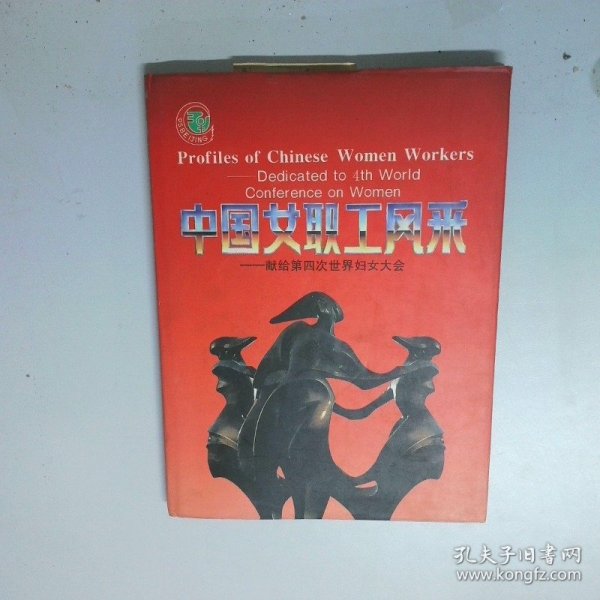 95BEIJING
Profiles of Chinese Women Workers
——Dedicated to 4th World
Conference on Women
中国女职工风采
——献给第四次世界妇女大会
孔夫子旧书网
www.kongfz.com